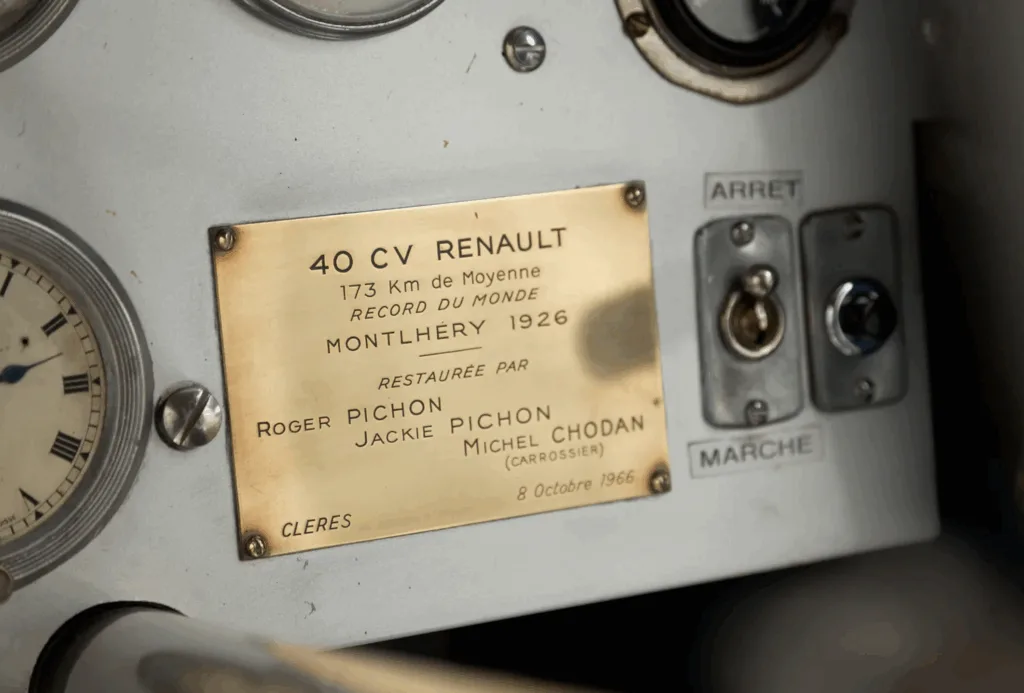 40 CV RENAULT
173 Km de Moyenne
RECORD DU MONDE
MONTLHÉRY 1926
RESTAURÉE PAR
ROGER PICHON
JACKIE PICHON
MICHEL CHODAN
(CARROSSIER)
8 Octobre 1966
CLERES
ARRET
MARCHE